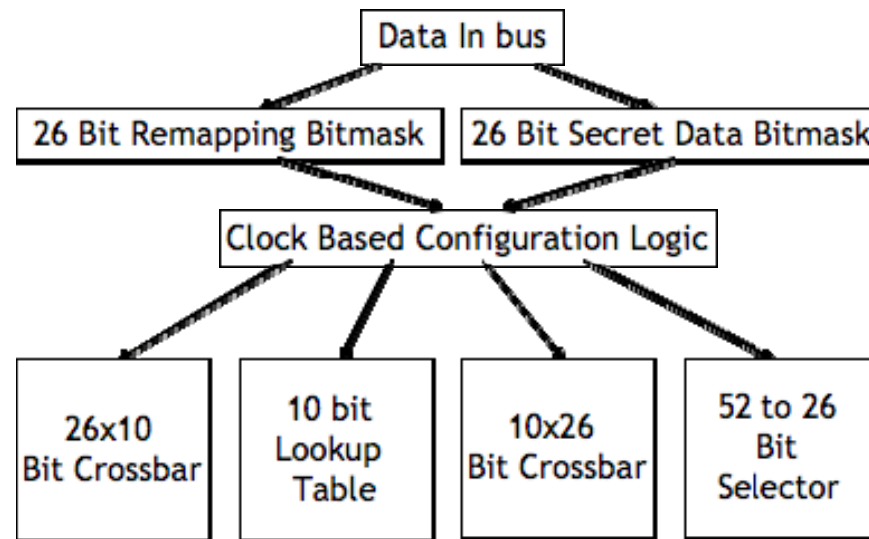 Data In bus
26 Bit Remapping Bitmask
26 Bit Secret Data Bitmask
Clock Based Configuration Logic
26x10
Bit Crossbar
10 bit
Lookup
Table
10x26
Bit Crossbar
52 to 26
Bit
Selector